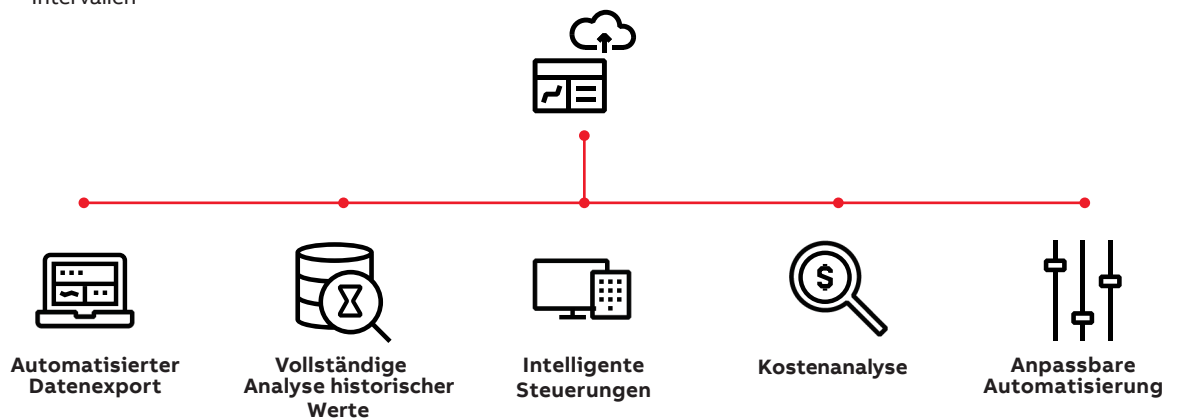 Intervallen
Automatisierter
Datenexport
Vollständige
Analyse historischer
Werte
Intelligente
Steuerungen
$
Kostenanalyse
Anpassbare
Automatisierung